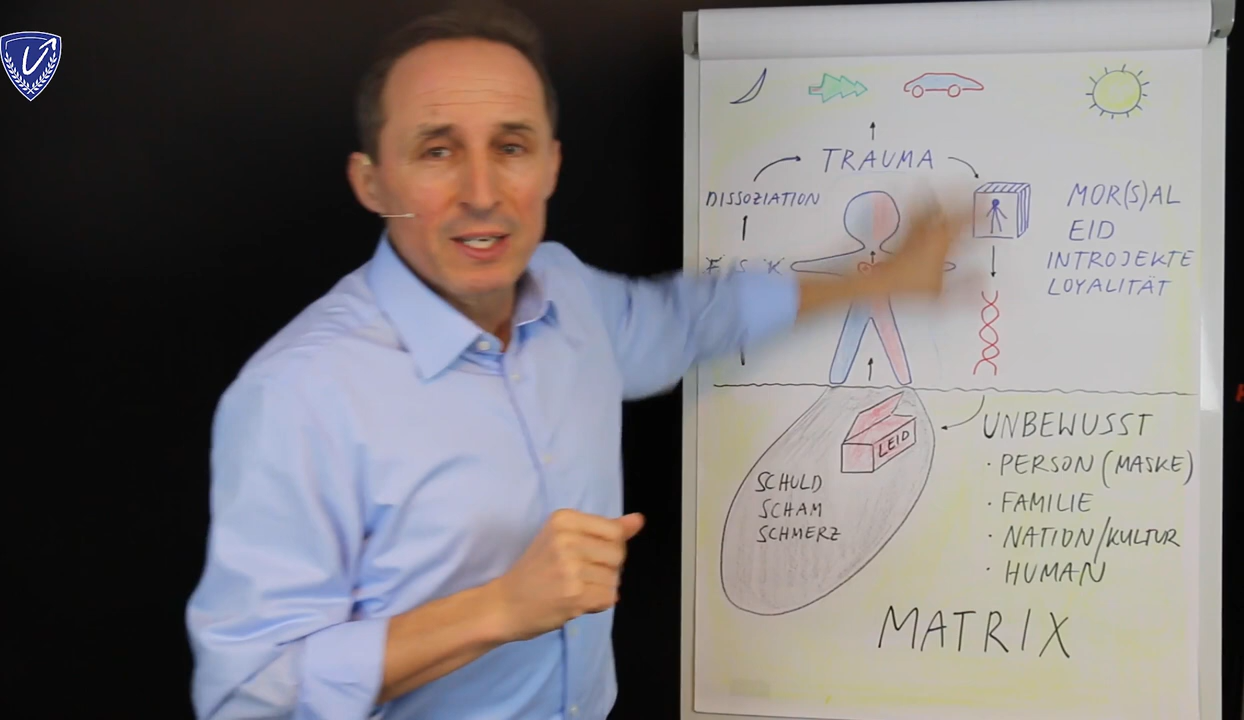 TRAUMA
DISSOZIATION
MOR(S)AL
EID
INTROJEKTE
LOYALITÄT
LEID
SCHULD
SCHAM
SCHMERZ
UNBEWUSST
· PERSON (MASKE)
· FAMILIE
· NATION/KULTUR
· HUMAN
MATRIX